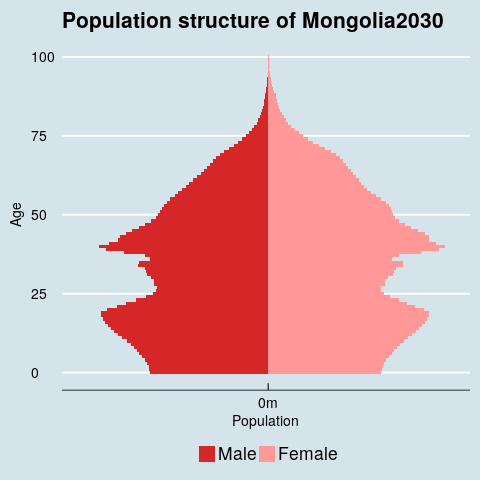 Population structure of Mongolia2030
100
75
50
25
0
Age
0m
Population
Male Female